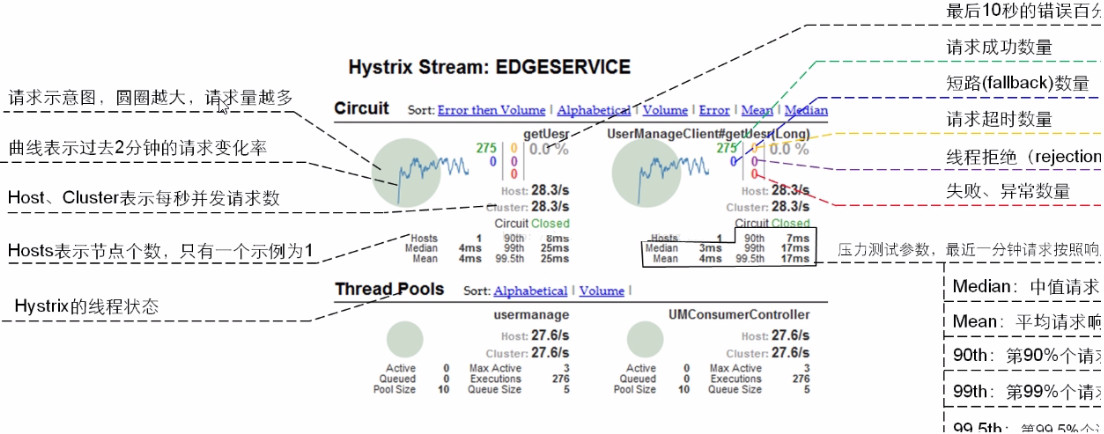 最后10秒的错误百分
请求成功数量
短路(fallback)数量
请求超时数量
线程拒绝（rejection
失败、异常数量
请求示意图，圆圈越大，请求量越多
曲线表示过去2分钟的请求变化率
Host、Cluster表示每秒并发请求数
Hosts表示节点个数，只有一个示例为1
Hystrix的线程状态
Hystrix Stream: EDGESERVICE
Circuit Sort: Error then Volume | Alphabetical | Volume | Error | Mean | Median
getUesr
275 0 0.0 %
0 0
0
Host: 28.3/s
Cluster: 28.3/s
Circuit Closed
Hosts 1 90th 8ms
Median 4ms 99th 25ms
Mean 4ms 99.5th 25ms
UserManageClient#getUesr(Long)
275 0 0.0 %
0 0
0
Host: 28.3/s
Cluster: 28.3/s
Circuit Closed
Hosts 1 90th 7ms
Median 3ms 99th 17ms
Mean 4ms 99.5th 17ms
Thread Pools Sort: Alphabetical | Volume |
usermanage
Host: 27.6/s
Cluster: 27.6/s
Active 0 Max Active 3
Queued 0 Executions 276
Pool Size 10 Queue Size 5
UMConsumerController
Host: 27.6/s
Cluster: 27.6/s
Active 0 Max Active 3
Queued 0 Executions 276
Pool Size 10 Queue Size 5
压力测试参数，最近一分钟请求按照响
Median：中值请求
Mean：平均请求响
90th：第90%个请
99th：第99%个请
99.5th：第99.5%个